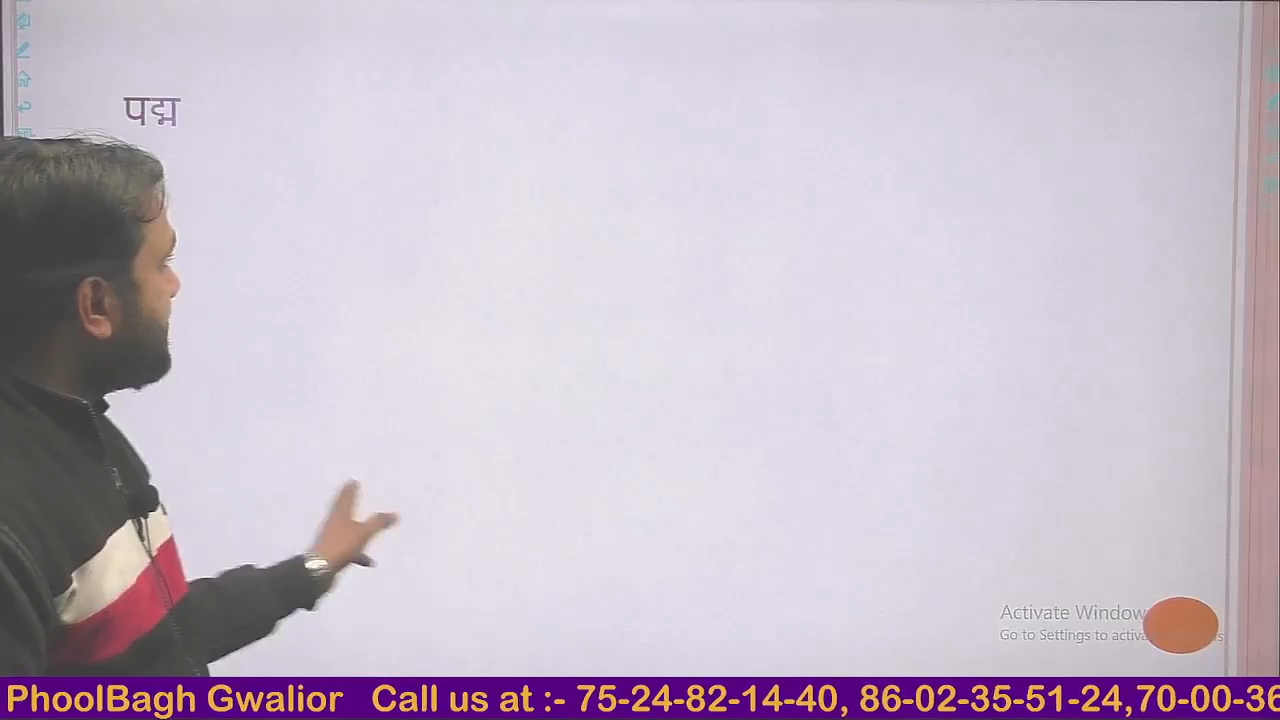 पद्म
Activate Window
Go to Settings to activa
PhoolBagh Gwalior Call us at :- 75-24-82-14-40, 86-02-35-51-24,70-00-36